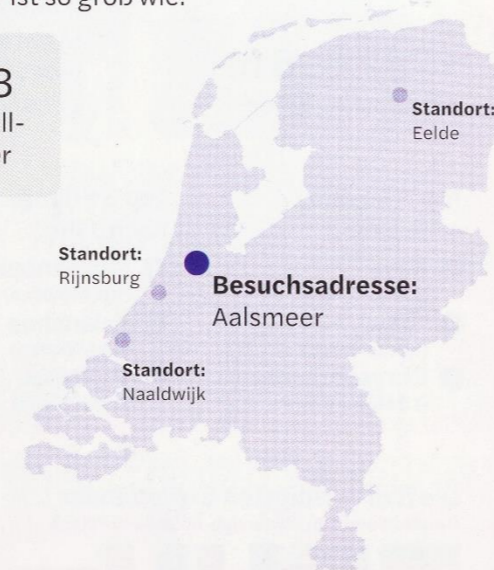 ist so groß wie:
3
ll-
r
Standort:
Eelde
Standort:
Rijnsburg
Besuchsadresse:
Aalsmeer
Standort:
Naaldwijk